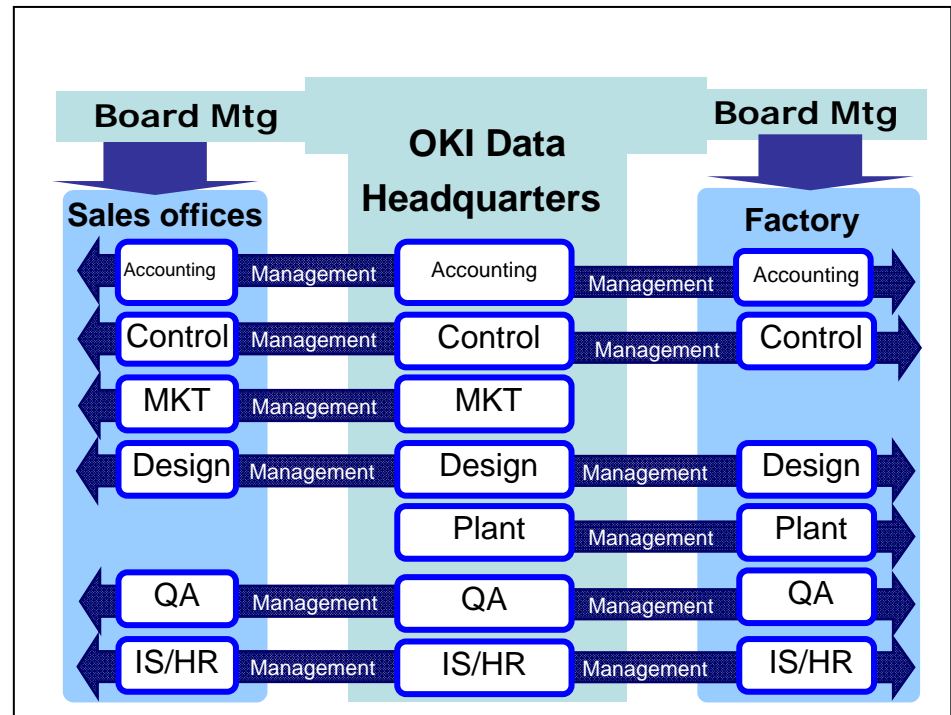 Board Mtg
OKI Data
Headquarters
Board Mtg
Sales offices
Factory
Accounting
Management
Accounting
Management
Accounting
Control
Management
Control
Management
Control
MKT
Management
MKT
Design
Management
Design
Management
Design
Plant
Management
Plant
QA
Management
QA
Management
QA
IS/HR
Management
IS/HR
Management
IS/HR